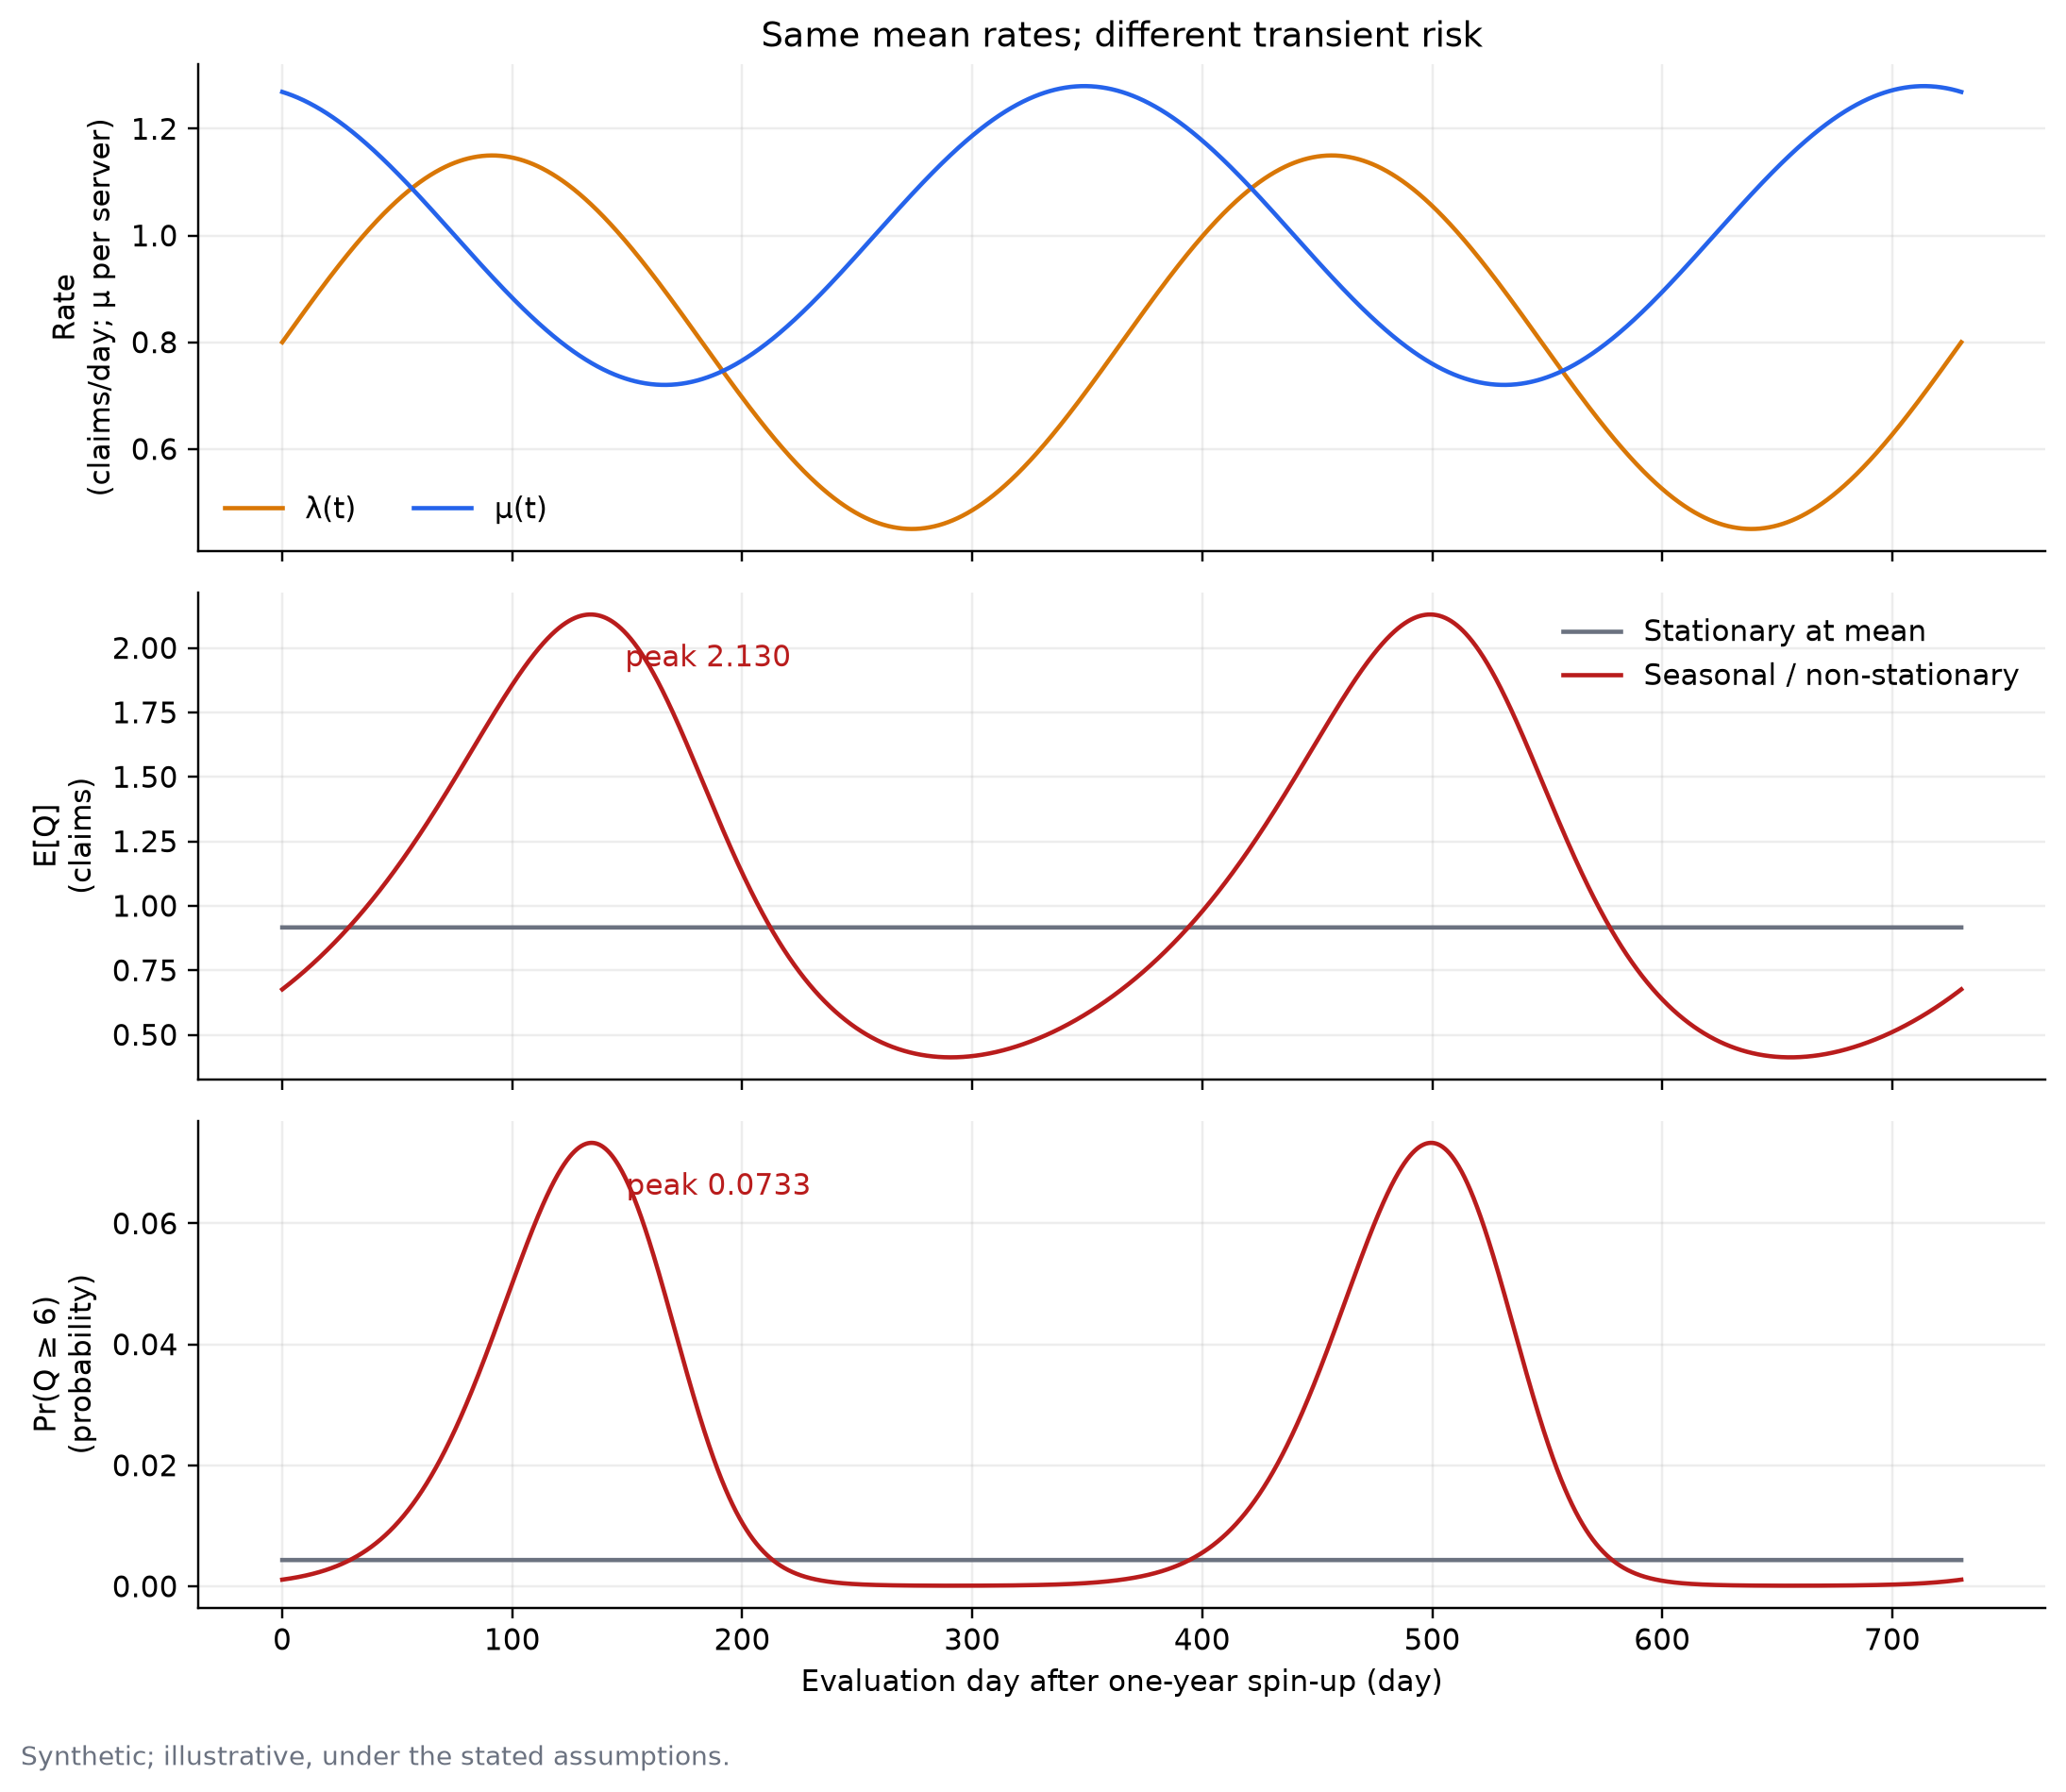 Same mean rates; different transient risk
Rate
(claims/day; μ per server)
1.2
1.0
0.8
0.6
λ(t)
μ(t)
E[Q]
(claims)
2.00
1.75
1.50
1.25
1.00
0.75
0.50
peak 2.130
Stationary at mean
Seasonal / non-stationary
Pr(Q ≥ 6)
(probability)
0.06
0.04
0.02
0.00
peak 0.0733
0 100 200 300 400 500 600 700
Evaluation day after one-year spin-up (day)
Synthetic; illustrative, under the stated assumptions.